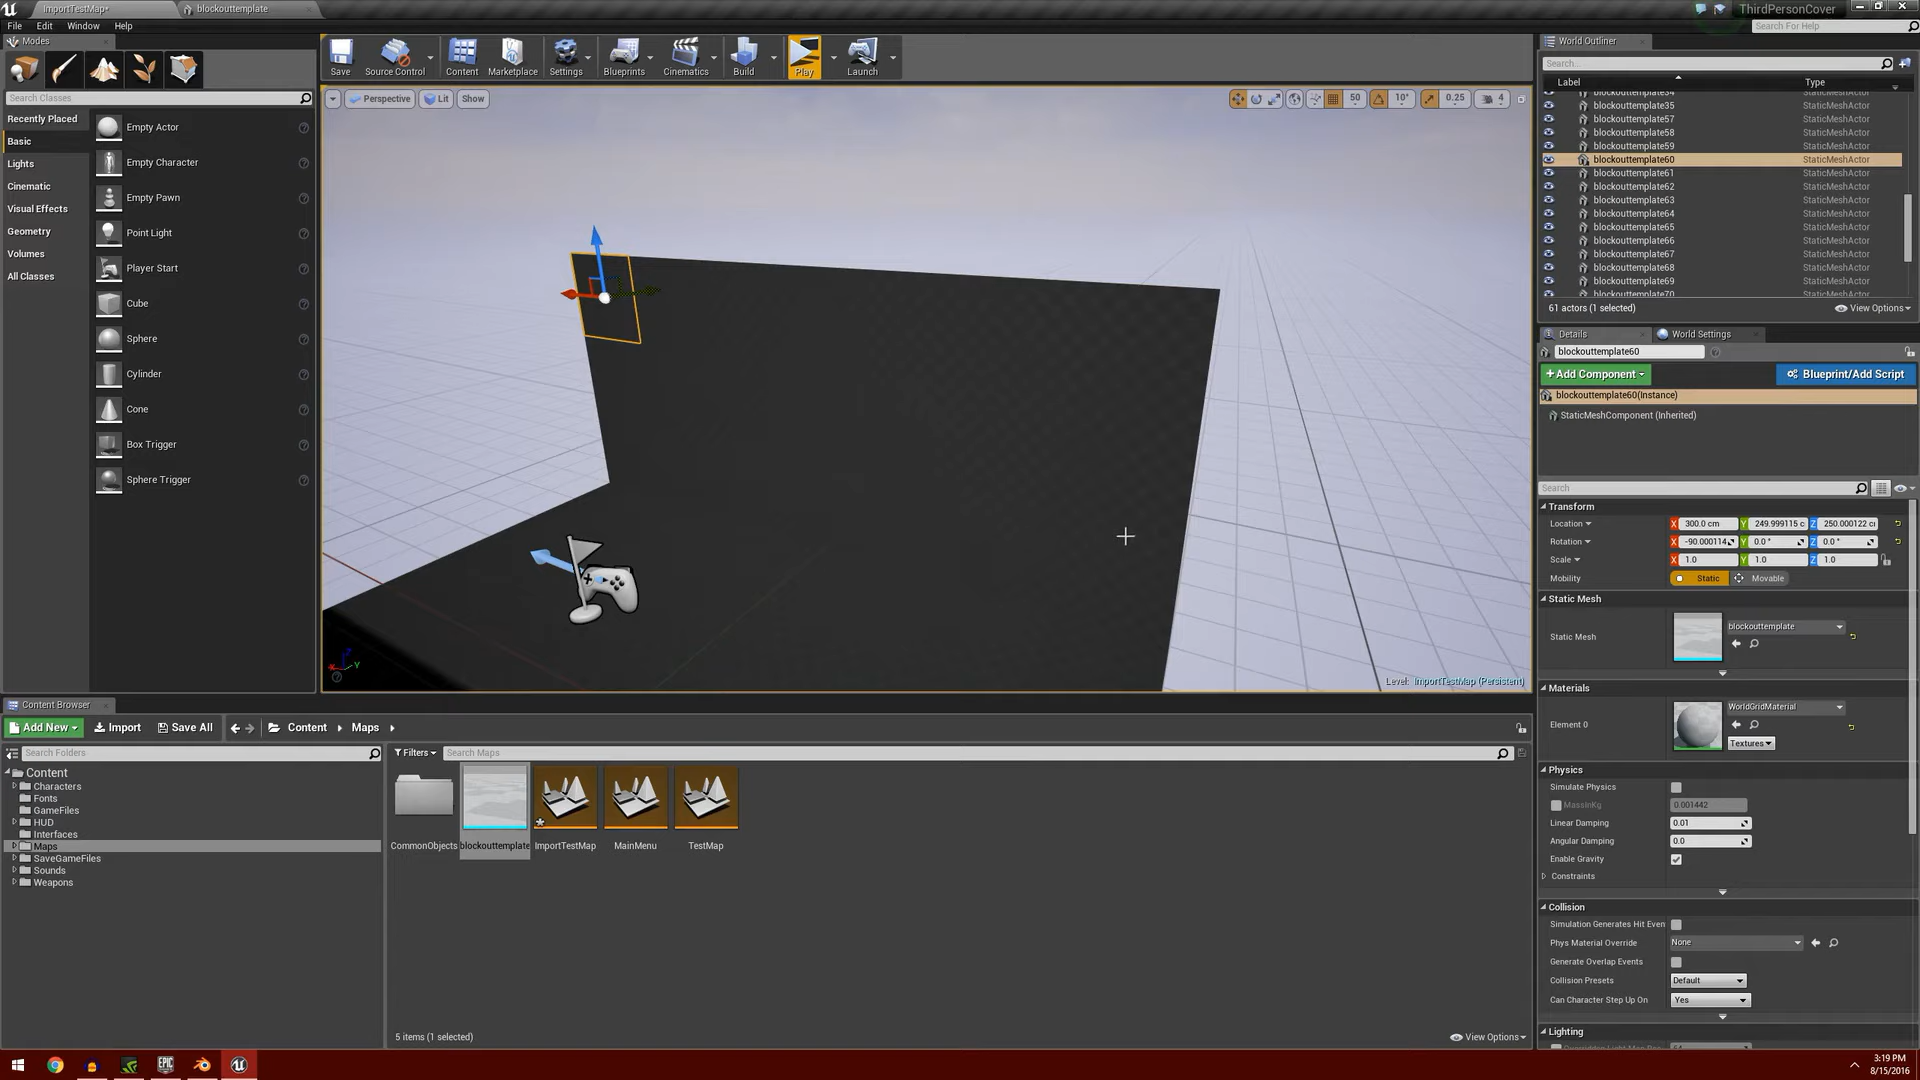 ImportTestMap*
blockouttemplate
ThirdPersonCover
File Edit Window Help
Search For Help
Modes
Search Classes
Recently Placed
Basic
Lights
Cinematic
Visual Effects
Geometry
Volumes
All Classes
Empty Actor
Empty Character
Empty Pawn
Point Light
Player Start
Cube
Sphere
Cylinder
Cone
Box Trigger
Sphere Trigger
Save
Source Control
Content
Marketplace
Settings
Blueprints
Cinematics
Build
Play
Launch
Perspective Lit Show
50 10° 0.25 4
Level: ImportTestMap (Persistent)
X Y
World Outliner
Search...
Label Type
blockouttemplate34 StaticMeshActor
blockouttemplate35 StaticMeshActor
blockouttemplate57 StaticMeshActor
blockouttemplate58 StaticMeshActor
blockouttemplate59 StaticMeshActor
blockouttemplate60 StaticMeshActor
blockouttemplate61 StaticMeshActor
blockouttemplate62 StaticMeshActor
blockouttemplate63 StaticMeshActor
blockouttemplate64 StaticMeshActor
blockouttemplate65 StaticMeshActor
blockouttemplate66 StaticMeshActor
blockouttemplate67 StaticMeshActor
blockouttemplate68 StaticMeshActor
blockouttemplate69 StaticMeshActor
blockouttemplate70 StaticMeshActor
61 actors (1 selected) View Options
Details World Settings
blockouttemplate60
+Add Component Blueprint/Add Script
blockouttemplate60(Instance)
StaticMeshComponent (Inherited)
Search
Transform
Location X 300.0 cm Y 249.999115 c Z 250.000122 c
Rotation X -90.000114 Y 0.0 ° Z 0.0 °
Scale X 1.0 Y 1.0 Z 1.0
Mobility Static Movable
Static Mesh
Static Mesh blockouttemplate
Materials
Element 0 WorldGridMaterial
Textures
Physics
Simulate Physics
MassInKg 0.001442
Linear Damping 0.01
Angular Damping 0.0
Enable Gravity
Constraints
Collision
Simulation Generates Hit Even
Phys Material Override None
Generate Overlap Events
Collision Presets Default
Can Character Step Up On Yes
Lighting
Content Browser
Add New Import Save All Content Maps
Search Folders
Filters Search Maps
Content
Characters
Fonts
GameFiles
HUD
Interfaces
Maps
SaveGameFiles
Sounds
Weapons
CommonObjects blockouttemplate ImportTestMap MainMenu TestMap
5 items (1 selected) View Options
EPIC
3:19 PM
8/15/2016